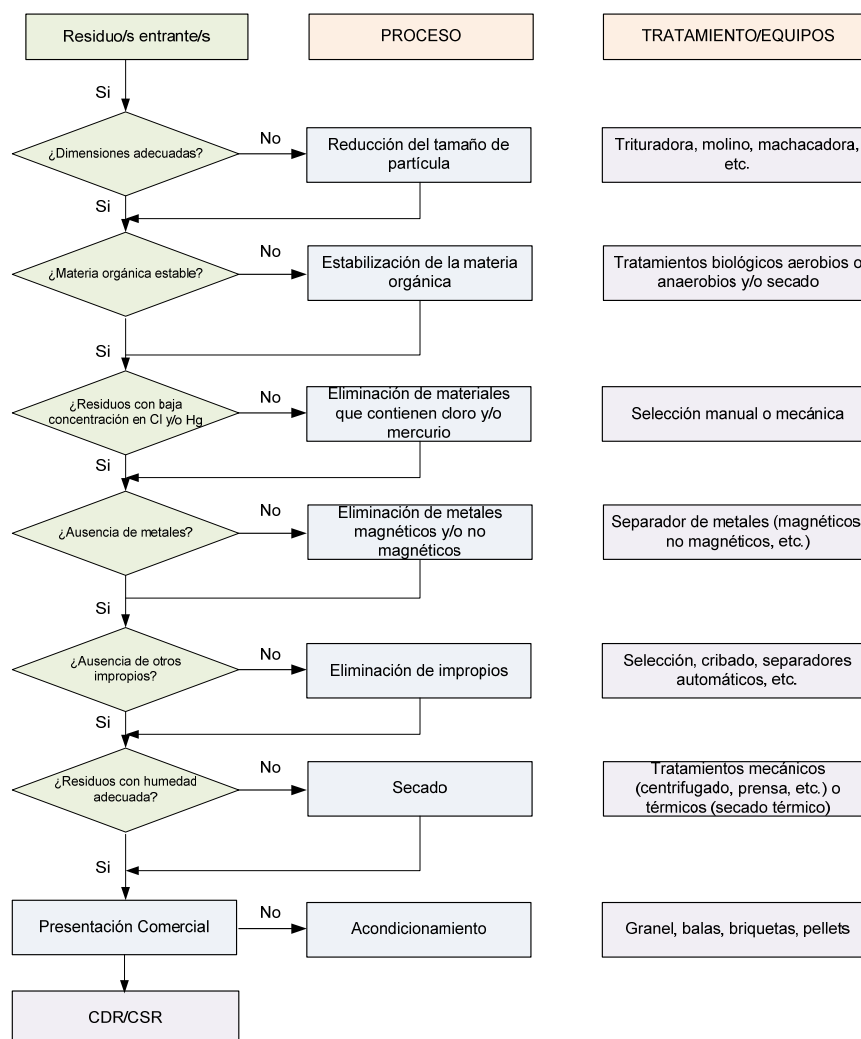 Residuo/s entrante/s
PROCESO
TRATAMIENTO/EQUIPOS
Si
¿Dimensiones adecuadas?
No
Reducción del tamaño de
partícula
Trituradora, molino, machacadora,
etc.
Si
¿Materia orgánica estable?
No
Estabilización de la materia
orgánica
Tratamientos biológicos aerobios o
anaerobios y/o secado
Si
¿Residuos con baja
concentración en Cl y/o Hg
No
Eliminación de materiales
que contienen cloro y/o
mercurio
Selección manual o mecánica
Si
¿Ausencia de metales?
No
Eliminación de metales
magnéticos y/o no
magnéticos
Separador de metales (magnéticos
no magnéticos, etc.)
Si
¿Ausencia de otros
impropios?
No
Eliminación de impropios
Selección, cribado, separadores
automáticos, etc.
Si
¿Residuos con humedad
adecuada?
No
Secado
Tratamientos mecánicos
(centrifugado, prensa, etc.) o
térmicos (secado térmico)
Si
Presentación Comercial
No
Acondicionamiento
Granel, balas, briquetas, pellets
CDR/CSR